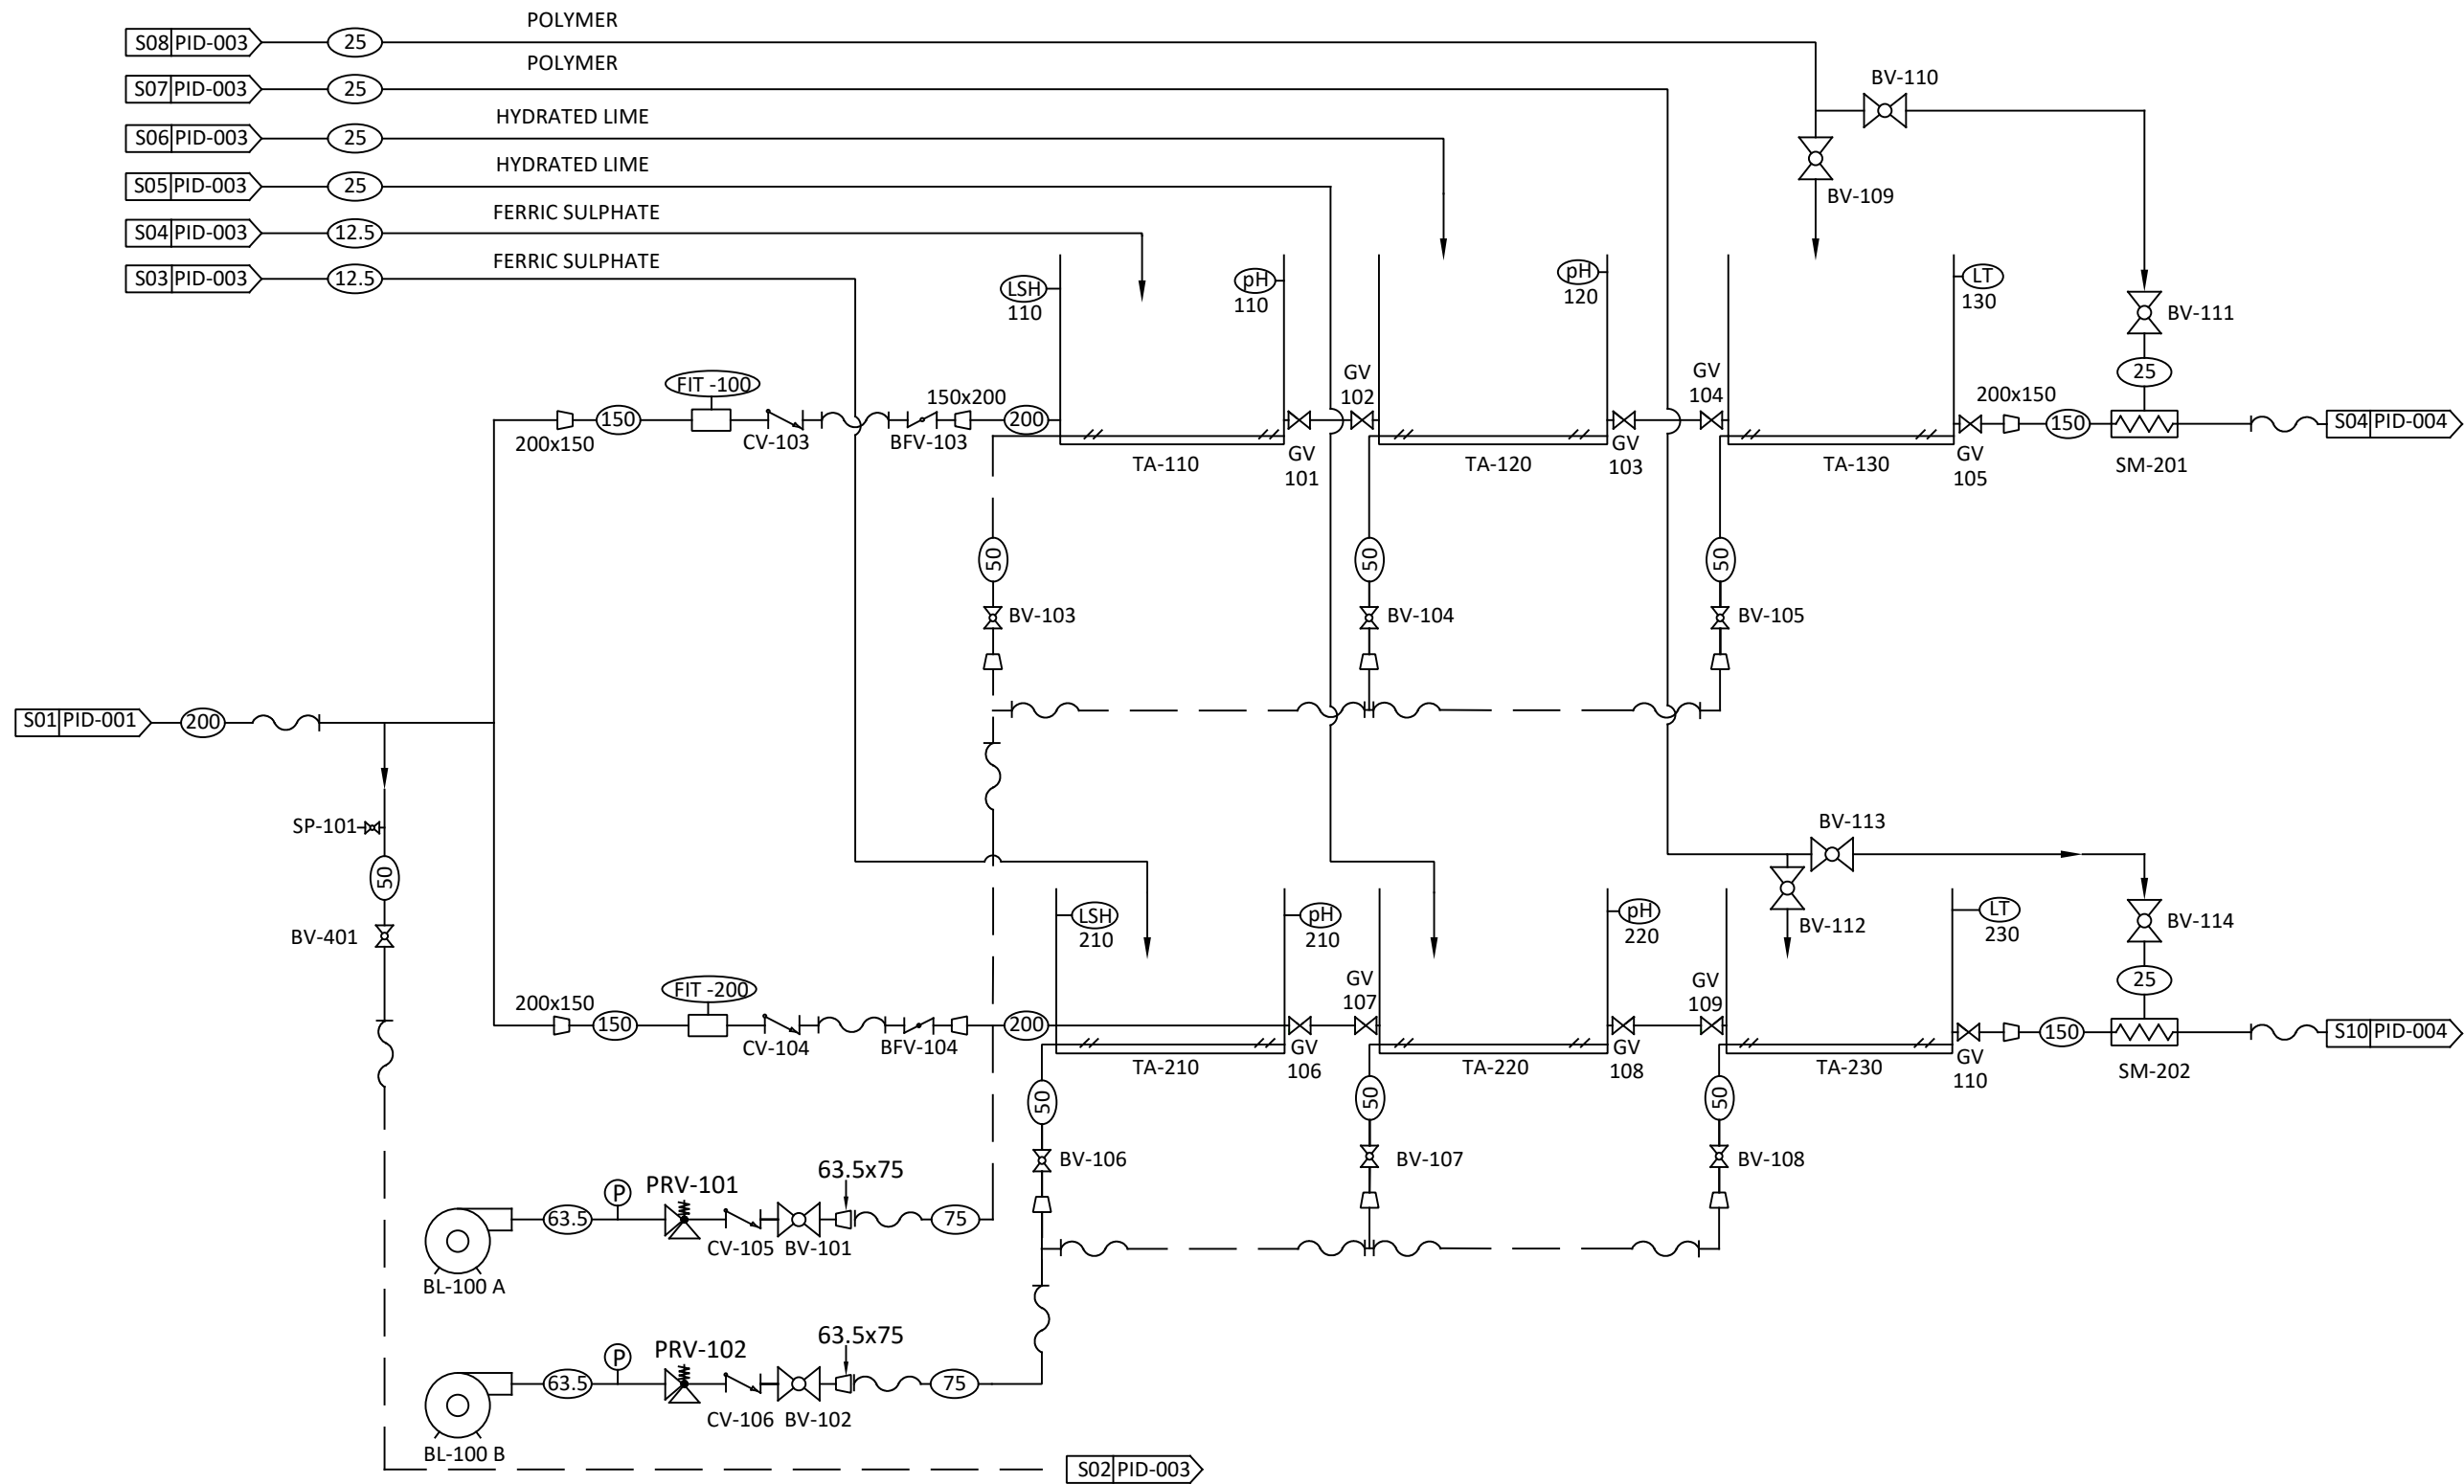 POLYMER
S08 PID-003 25
POLYMER
S07 PID-003 25
BV-110
HYDRATED LIME
S06 PID-003 25
HYDRATED LIME
S05 PID-003 25
BV-109
FERRIC SULPHATE
S04 PID-003 12.5
FERRIC SULPHATE
S03 PID-003 12.5
LSH
110
pH
110
pH
120
LT
130
BV-111
FIT -100
150x200
GV
102
GV
104
25
200x150
150
200x150
CV-103
BFV-103
200
150
S04 PID-004
TA-110
GV
101
TA-120
GV
103
TA-130
GV
105
SM-201
50
50
50
BV-103
BV-104
BV-105
S01 PID-001 200
SP-101
50
BV-401
BV-113
BV-112
BV-114
LSH
210
pH
210
pH
220
LT
230
FIT -200
200x150
150
CV-104
BFV-104
200
GV
107
GV
109
25
150
S10 PID-004
TA-210
GV
106
TA-220
GV
108
TA-230
GV
110
SM-202
50
50
50
BV-106
BV-107
BV-108
P
PRV-101
63.5x75
63.5
75
CV-105
BV-101
BL-100 A
P
PRV-102
63.5x75
63.5
75
CV-106
BV-102
BL-100 B
S02 PID-003